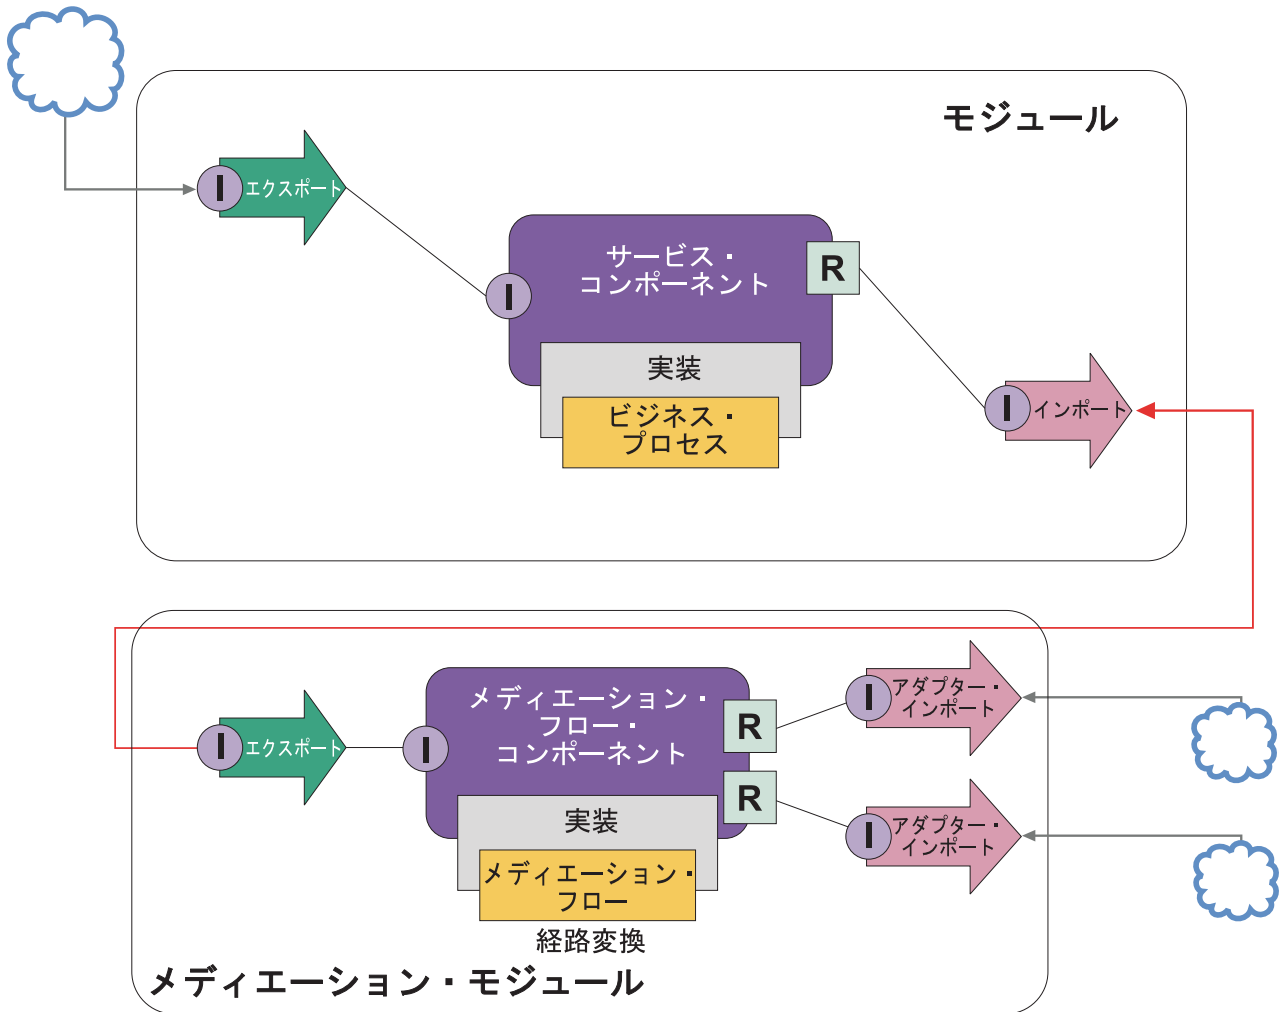 モジュール
I
エクスポート
サービス・
コンポーネント
R
I
実装
ビジネス・
プロセス
I
インポート
メディエーション・
フロー・
コンポーネント
I
エクスポート
I
R
R
I
アダプター・
インポート
I
アダプター・
インポート
実装
メディエーション・
フロー
経路変換
メディエーション・モジュール